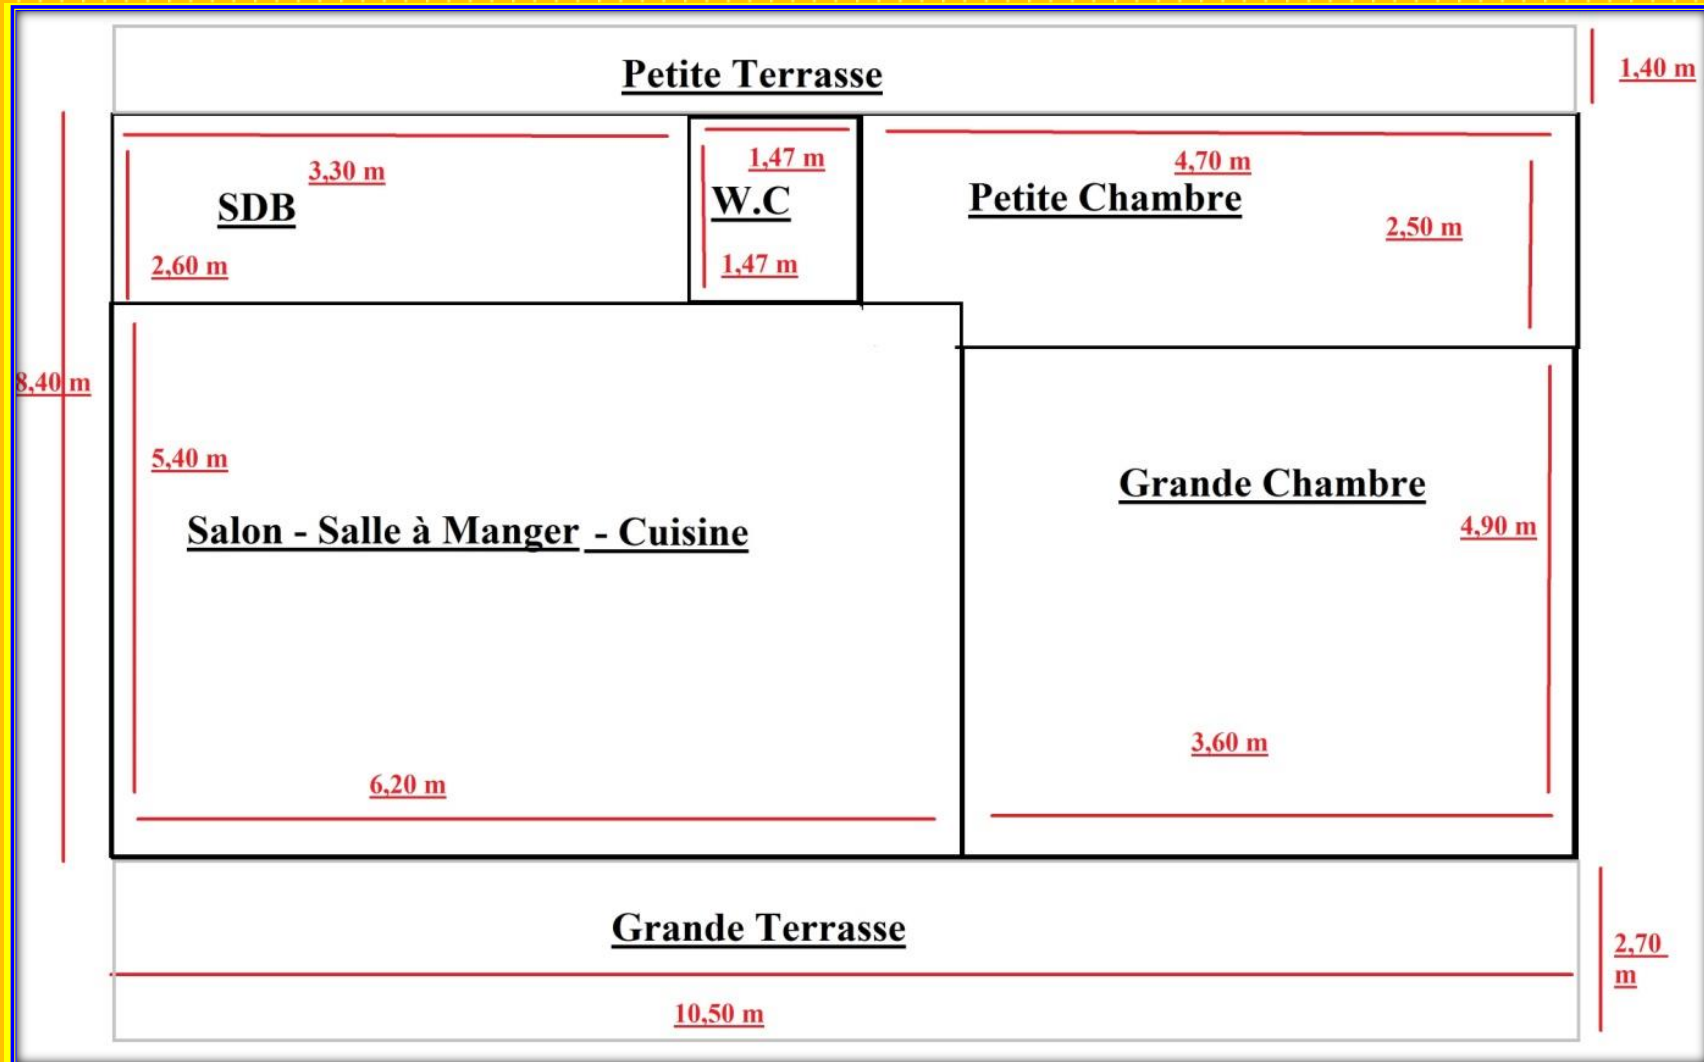 Petite Terrasse
1,40 m
3,30 m
1,47 m
4,70 m
SDB
W.C
Petite Chambre
2,50 m
2,60 m
1,47 m
8,40 m
5,40 m
Grande Chambre
4,90 m
Salon - Salle à Manger - Cuisine
3,60 m
6,20 m
Grande Terrasse
2,70
m
10,50 m